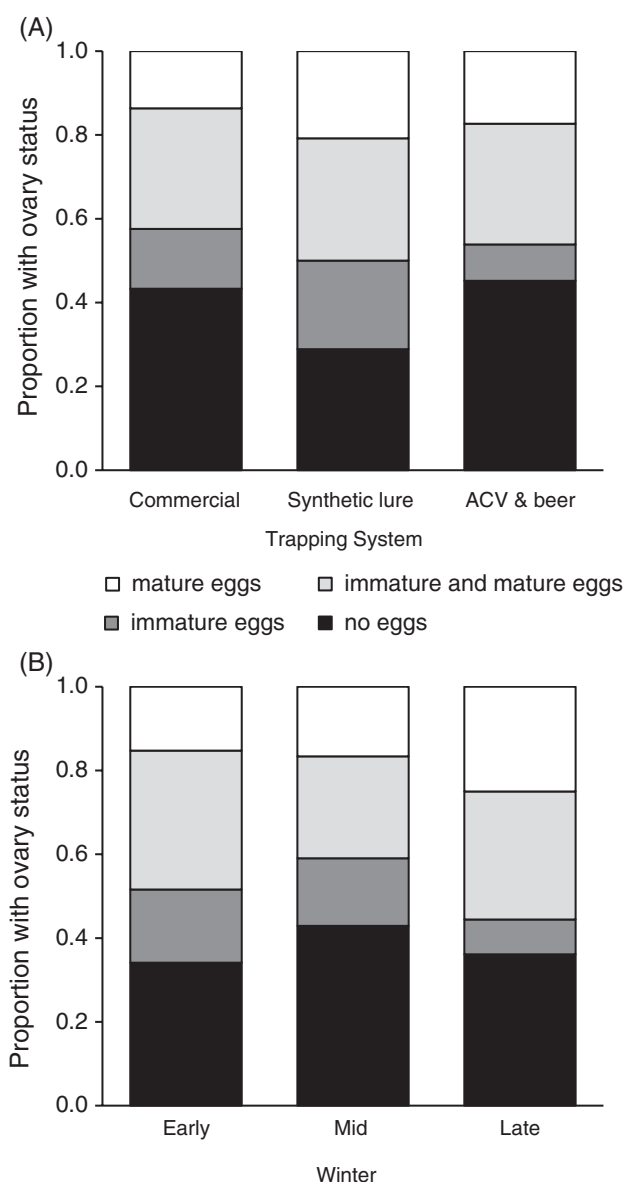 (A)
Proportion with ovary status
1.0
0.8
0.6
0.4
0.2
0.0
Commercial Synthetic lure ACV & beer
Trapping System
mature eggs immature and mature eggs
immature eggs no eggs
(B)
Proportion with ovary status
1.0
0.8
0.6
0.4
0.2
0.0
Early Mid Late
Winter